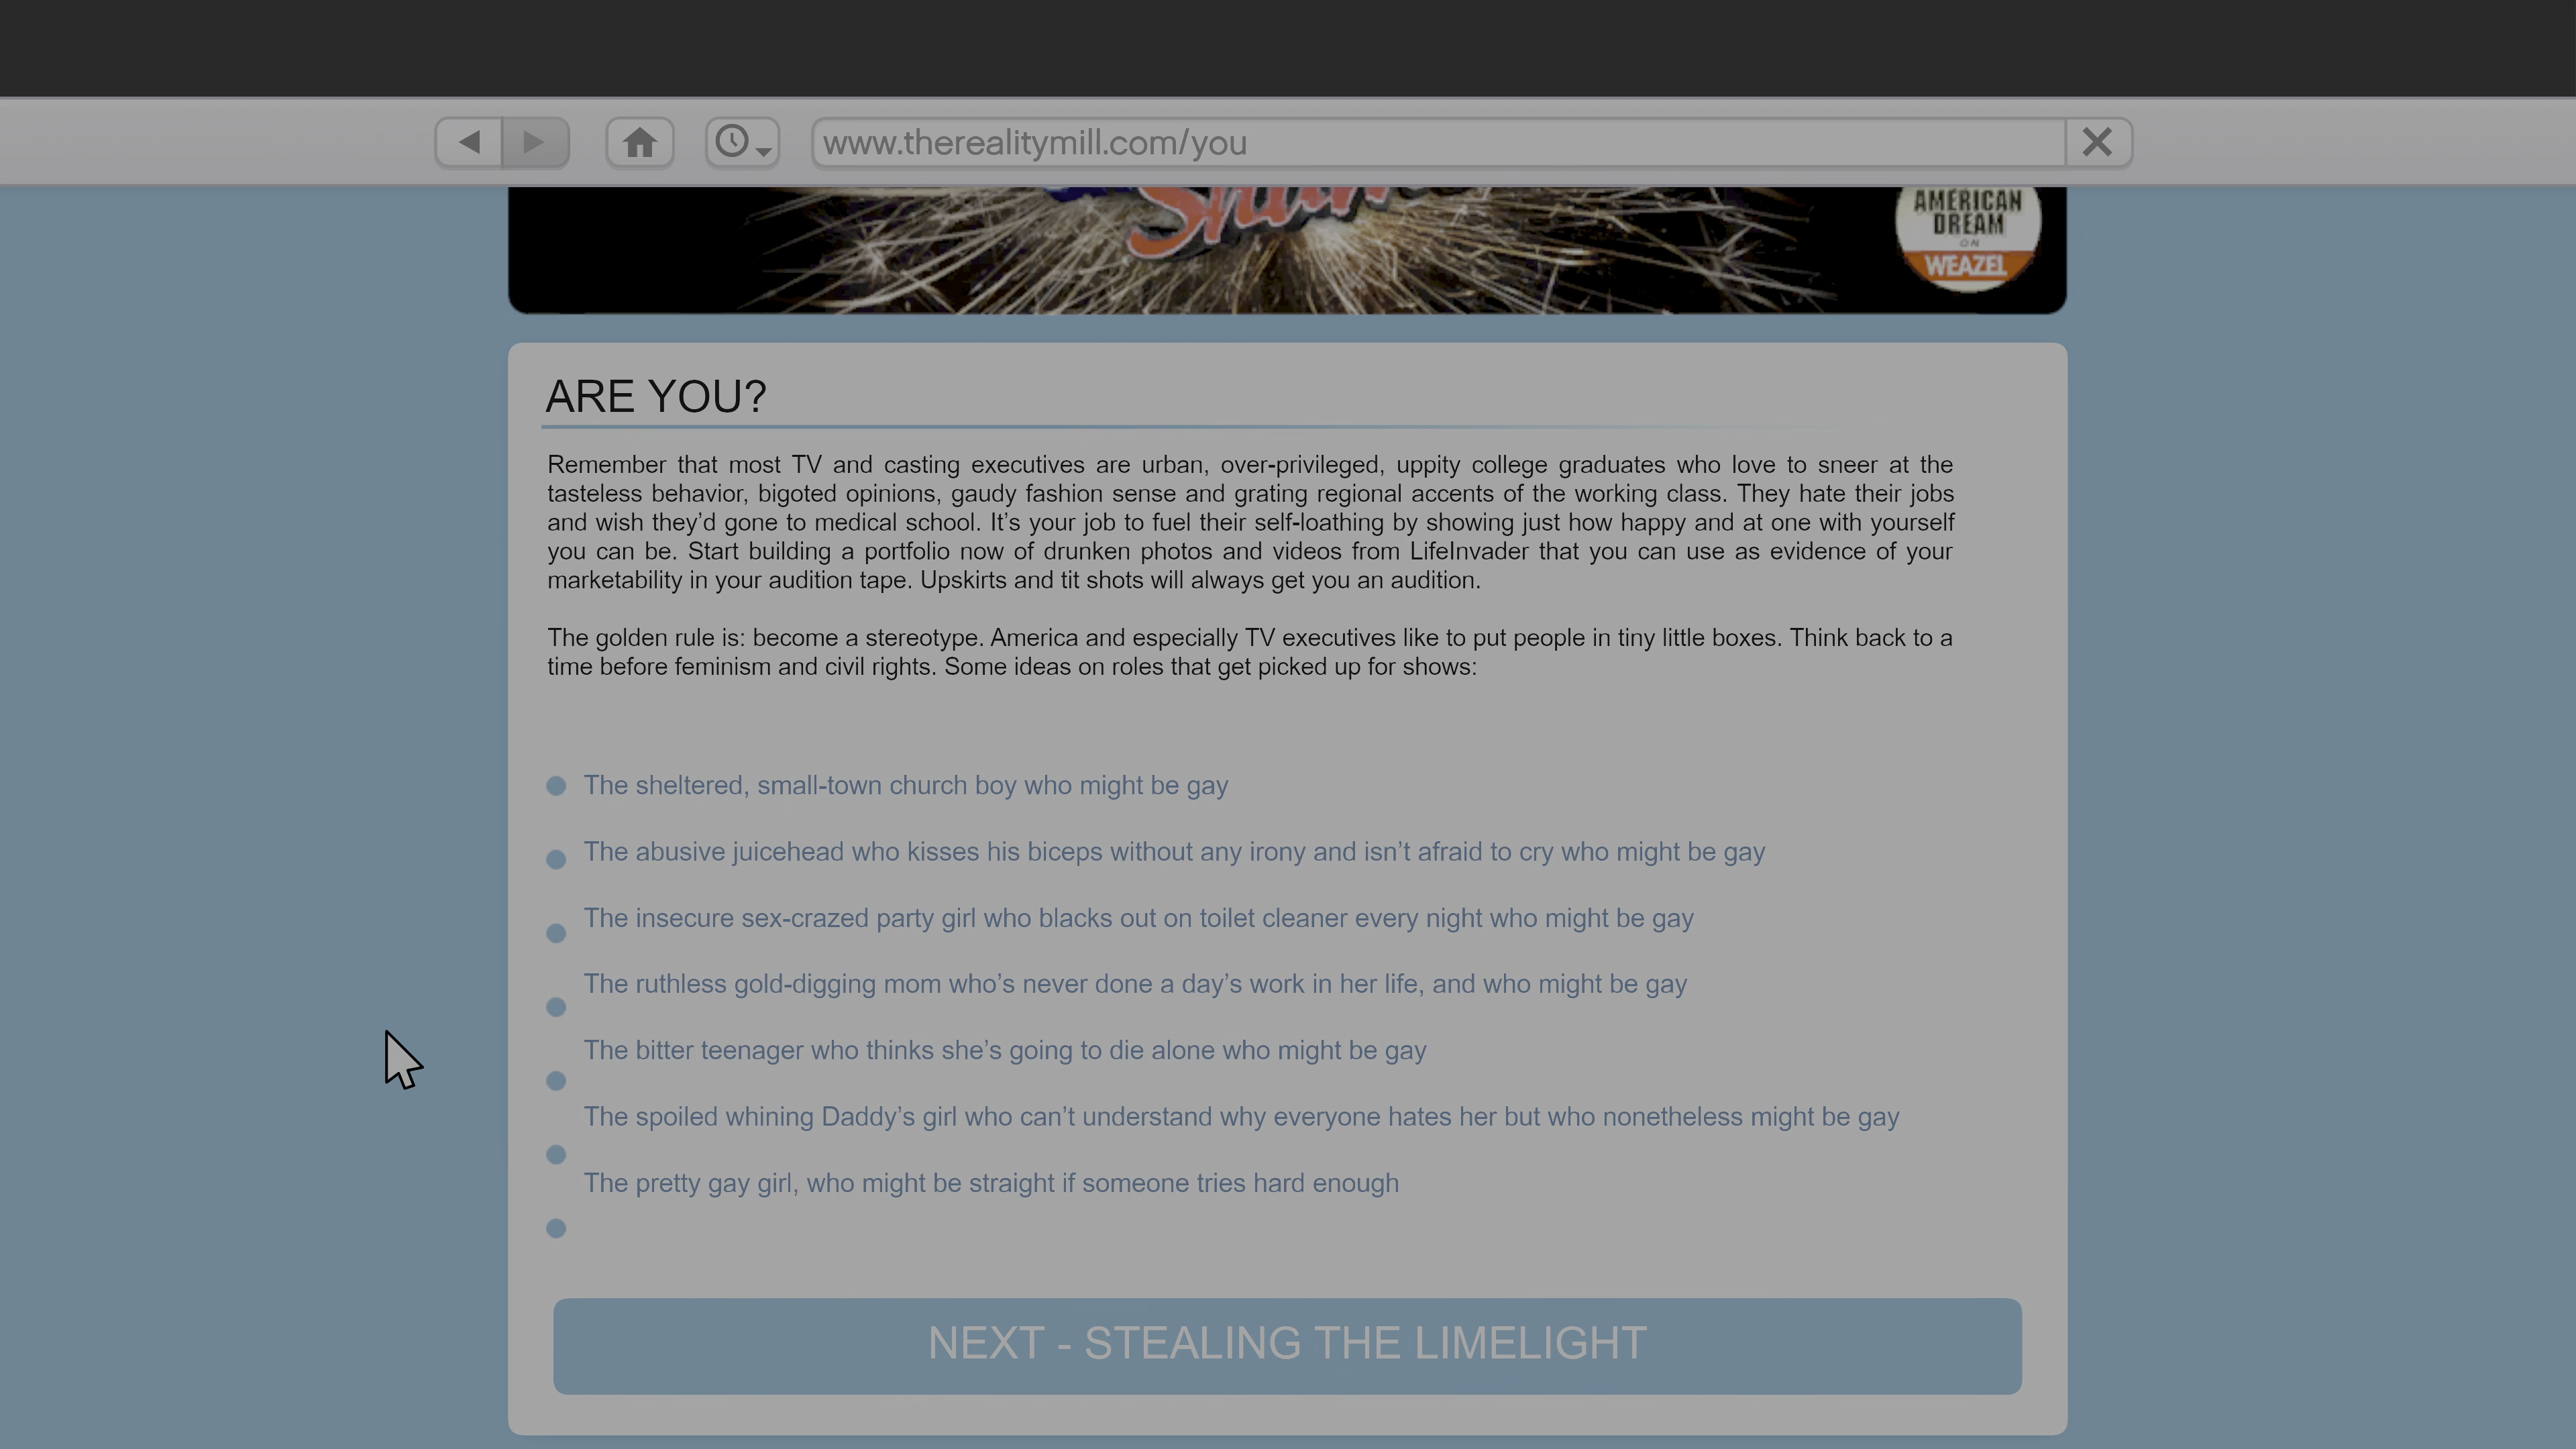 www.therealitymill.com/you
AMERICAN
DREAM
ON
WEAZEL
ARE YOU?
Remember that most TV and casting executives are urban, over-privileged, uppity college graduates who love to sneer at the
tasteless behavior, bigoted opinions, gaudy fashion sense and grating regional accents of the working class. They hate their jobs
and wish they’d gone to medical school. It’s your job to fuel their self-loathing by showing just how happy and at one with yourself
you can be. Start building a portfolio now of drunken photos and videos from LifeInvader that you can use as evidence of your
marketability in your audition tape. Upskirts and tit shots will always get you an audition.
The golden rule is: become a stereotype. America and especially TV executives like to put people in tiny little boxes. Think back to a
time before feminism and civil rights. Some ideas on roles that get picked up for shows:
The sheltered, small-town church boy who might be gay
The abusive juicehead who kisses his biceps without any irony and isn’t afraid to cry who might be gay
The insecure sex-crazed party girl who blacks out on toilet cleaner every night who might be gay
The ruthless gold-digging mom who’s never done a day’s work in her life, and who might be gay
The bitter teenager who thinks she’s going to die alone who might be gay
The spoiled whining Daddy’s girl who can’t understand why everyone hates her but who nonetheless might be gay
The pretty gay girl, who might be straight if someone tries hard enough
NEXT - STEALING THE LIMELIGHT